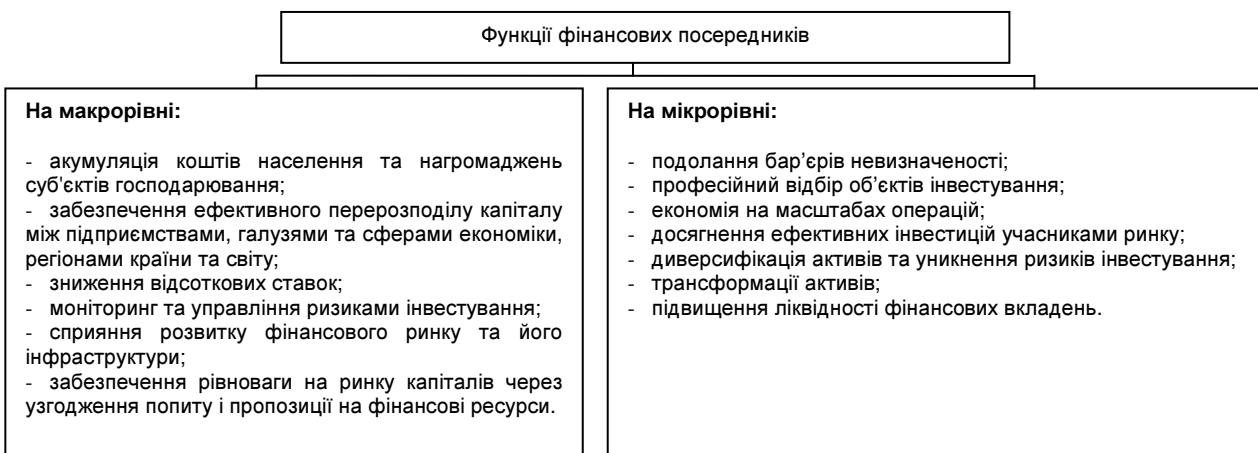 Функції фінансових посередників
На макрорівні:
- акумуляція коштів населення та нагромаджень
суб'єктів господарювання;
- забезпечення ефективного перерозподілу капіталу
між підприємствами, галузями та сферами економіки,
регіонами країни та світу;
- зниження відсоткових ставок;
- моніторинг та управління ризиками інвестування;
- сприяння розвитку фінансового ринку та його
інфраструктури;
- забезпечення рівноваги на ринку капіталів через
узгодження попиту і пропозиції на фінансові ресурси.
На мікрорівні:
- подолання бар’єрів невизначеності;
- професійний відбір об’єктів інвестування;
- економія на масштабах операцій;
- досягнення ефективних інвестицій учасниками ринку;
- диверсифікація активів та уникнення ризиків інвестування;
- трансформації активів;
- підвищення ліквідності фінансових вкладень.